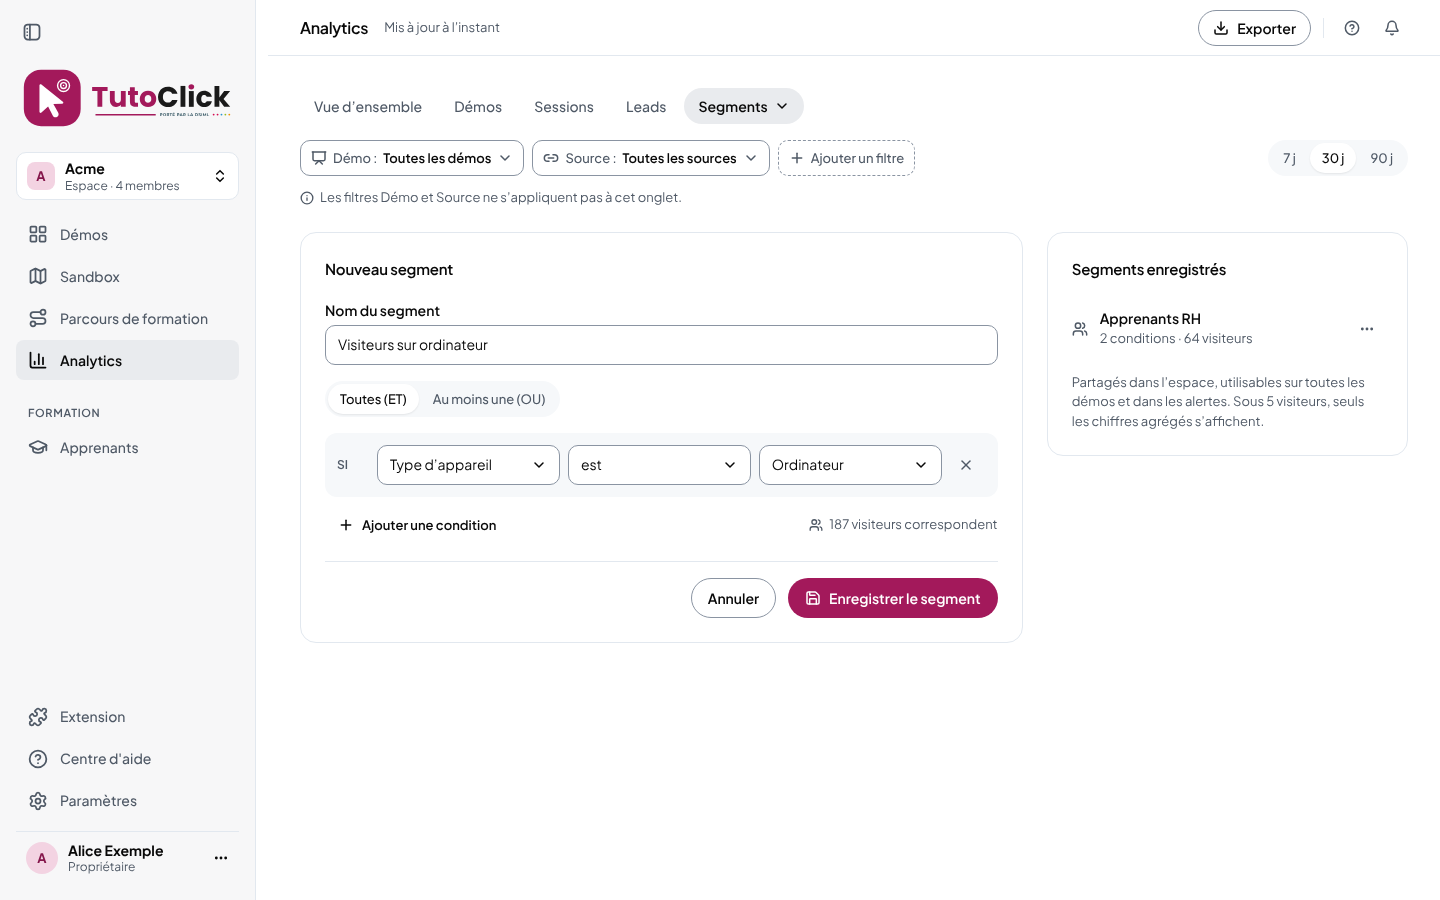 Analytics
Mis à jour à l’instant
Exporter
TutoClick
PORTÉ PAR LA DSIML
Acme
Espace · 4 membres
A
Démos
Sandbox
Parcours de formation
Analytics
FORMATION
Apprenants
Extension
Centre d'aide
Paramètres
A
Alice Exemple
Propriétaire
Vue d’ensemble
Démos
Sessions
Leads
Segments
Démo : Toutes les démos
Source : Toutes les sources
Ajouter un filtre
7 j
30 j
90 j
Les filtres Démo et Source ne s’appliquent pas à cet onglet.
Nouveau segment
Nom du segment
Visiteurs sur ordinateur
Toutes (ET)
Au moins une (OU)
SI
Type d’appareil
est
Ordinateur
Ajouter une condition
187 visiteurs correspondent
Annuler
Enregistrer le segment
Segments enregistrés
Apprenants RH
2 conditions · 64 visiteurs
Partagés dans l’espace, utilisables sur toutes les
démos et dans les alertes. Sous 5 visiteurs, seuls
les chiffres agrégés s’affichent.